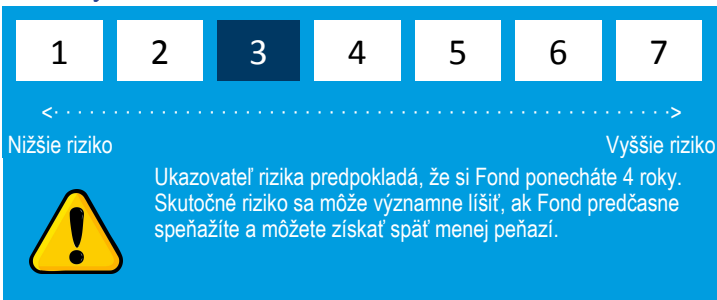 1 2 3 4 5 6 7
Nižšie riziko Vyššie riziko
Ukazovateľ rizika predpokladá, že si Fond ponecháte 4 roky.
Skutočné riziko sa môže významne líšiť, ak Fond predčasne
speňažíte a môžete získať späť menej peňazí.